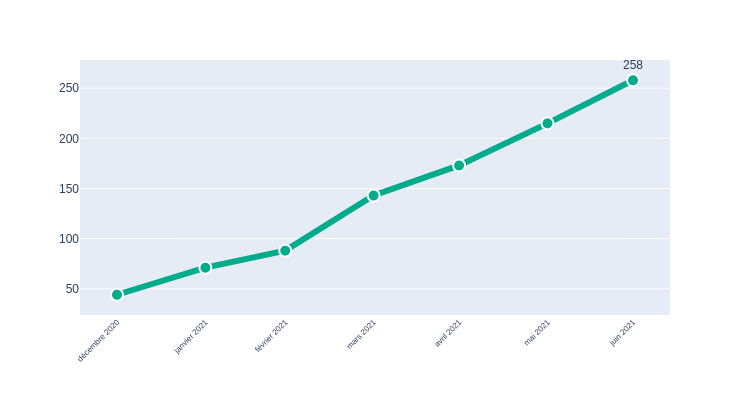 258
250
200
150
100
50
décembre 2020
janvier 2021
février 2021
mars 2021
avril 2021
mai 2021
juin 2021